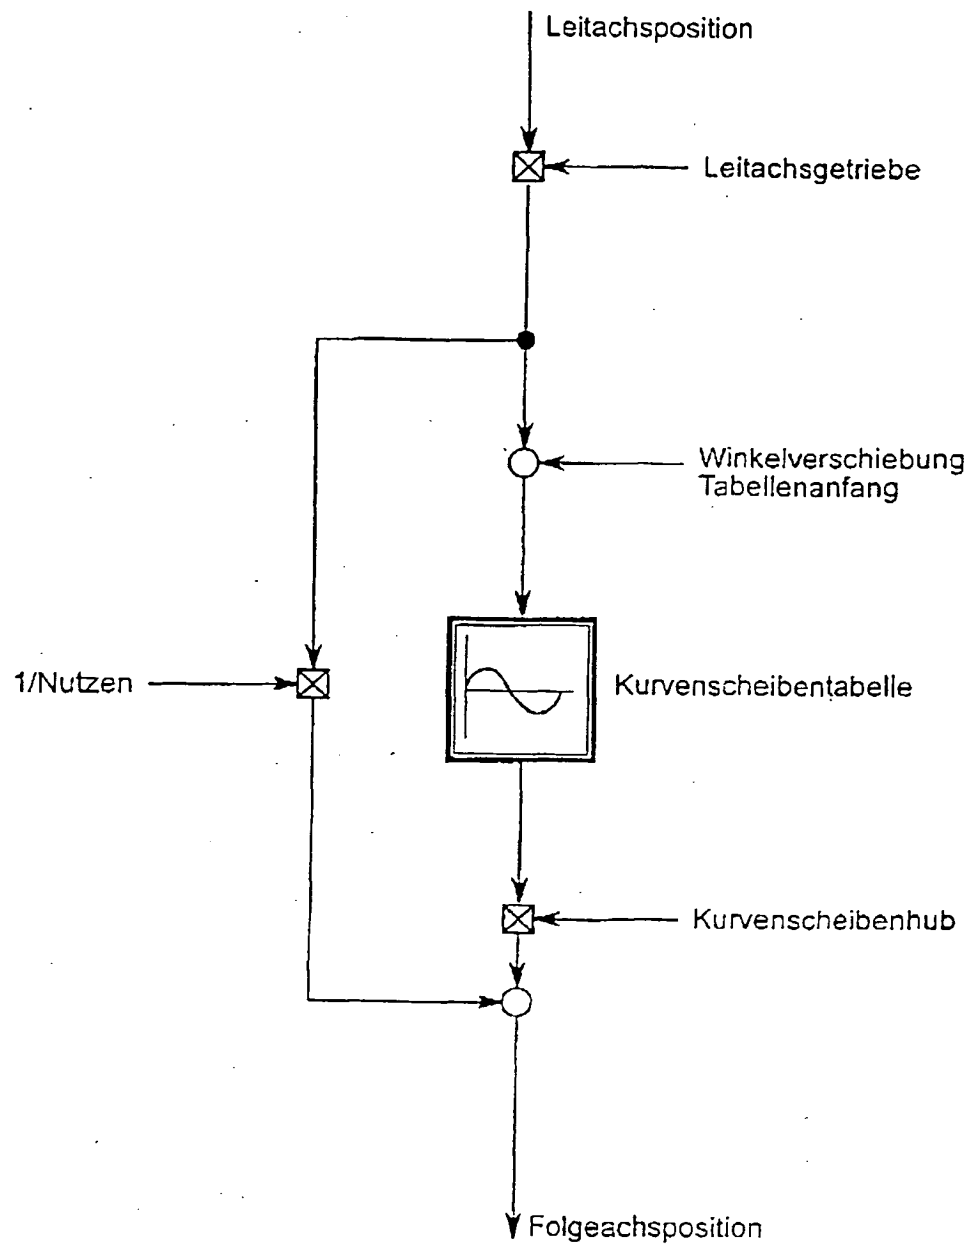 Leitachsposition
Leitachsgetriebe
Winkelverschiebung
Tabellenanfang
1/Nutzen
Kurvenscheibentabelle
Kurvenscheibenhub
Folgeachsposition